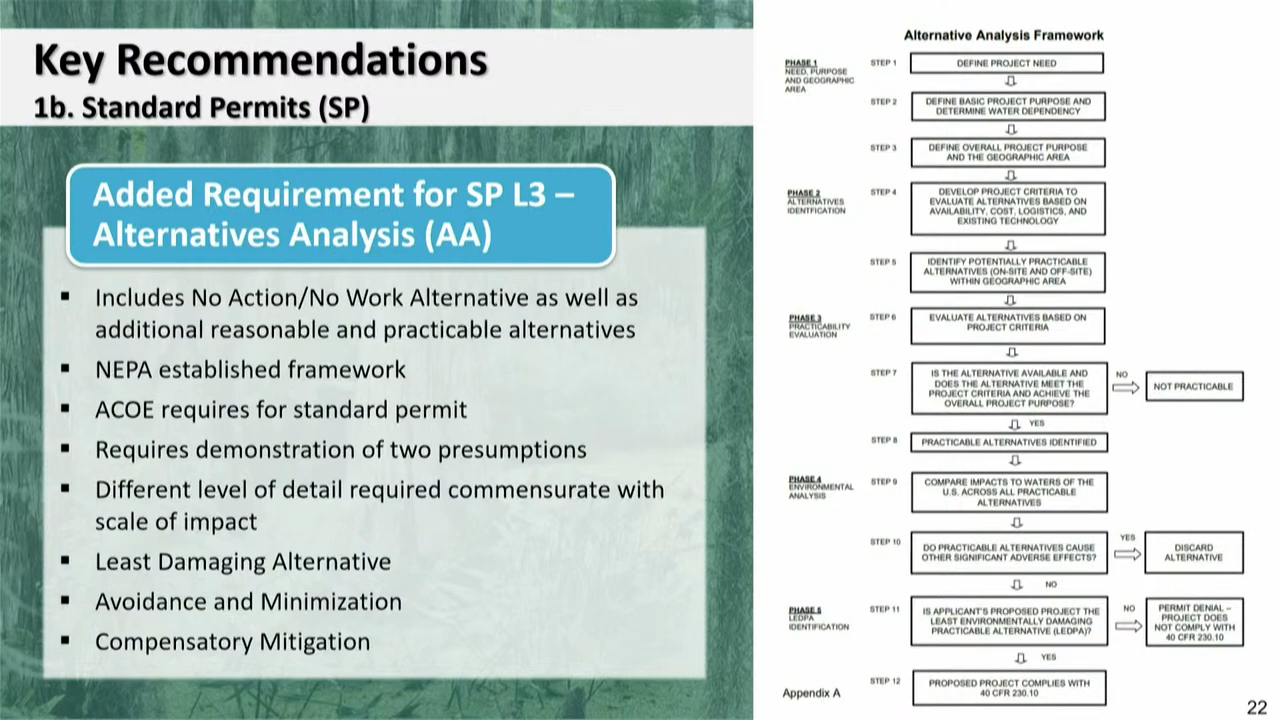 Key Recommendations
1b. Standard Permits (SP)
Added Requirement for SP L3 –
Alternatives Analysis (AA)
▪ Includes No Action/No Work Alternative as well as
additional reasonable and practicable alternatives
▪ NEPA established framework
▪ ACOE requires for standard permit
▪ Requires demonstration of two presumptions
▪ Different level of detail required commensurate with
scale of impact
▪ Least Damaging Alternative
▪ Avoidance and Minimization
▪ Compensatory Mitigation
Alternative Analysis Framework
PHASE 1
NEED, PURPOSE
AND GEOGRAPHIC
AREA
STEP 1
DEFINE PROJECT NEED
STEP 2
DEFINE BASIC PROJECT PURPOSE AND
DETERMINE WATER DEPENDENCY
STEP 3
DEFINE OVERALL PROJECT PURPOSE
AND THE GEOGRAPHIC AREA
PHASE 2
ALTERNATIVES
IDENTIFICATION
STEP 4
DEVELOP PROJECT CRITERIA TO
EVALUATE ALTERNATIVES BASED ON
AVAILABILITY, COST, LOGISTICS, AND
EXISTING TECHNOLOGY
STEP 5
IDENTIFY POTENTIALLY PRACTICABLE
ALTERNATIVES (ON-SITE AND OFF-SITE)
WITHIN GEOGRAPHIC AREA
PHASE 3
PRACTICABILITY
EVALUATION
STEP 6
EVALUATE ALTERNATIVES BASED ON
PROJECT CRITERIA
STEP 7
IS THE ALTERNATIVE AVAILABLE AND
DOES THE ALTERNATIVE MEET THE
PROJECT CRITERIA AND ACHIEVE THE
OVERALL PROJECT PURPOSE?
NO
NOT PRACTICABLE
YES
STEP 8
PRACTICABLE ALTERNATIVES IDENTIFIED
PHASE 4
ENVIRONMENTAL
ANALYSIS
STEP 9
COMPARE IMPACTS TO WATERS OF THE
U.S. ACROSS ALL PRACTICABLE
ALTERNATIVES
STEP 10
DO PRACTICABLE ALTERNATIVES CAUSE
OTHER SIGNIFICANT ADVERSE EFFECTS?
YES
DISCARD
ALTERNATIVE
NO
PHASE 5
LEDPA
IDENTIFICATION
STEP 11
IS APPLICANT'S PROPOSED PROJECT THE
LEAST ENVIRONMENTALLY DAMAGING
PRACTICABLE ALTERNATIVE (LEDPA)?
NO
PERMIT DENIAL –
PROJECT DOES
NOT COMPLY WITH
40 CFR 230.10
YES
STEP 12
PROPOSED PROJECT COMPLIES WITH
40 CFR 230.10
Appendix A
22